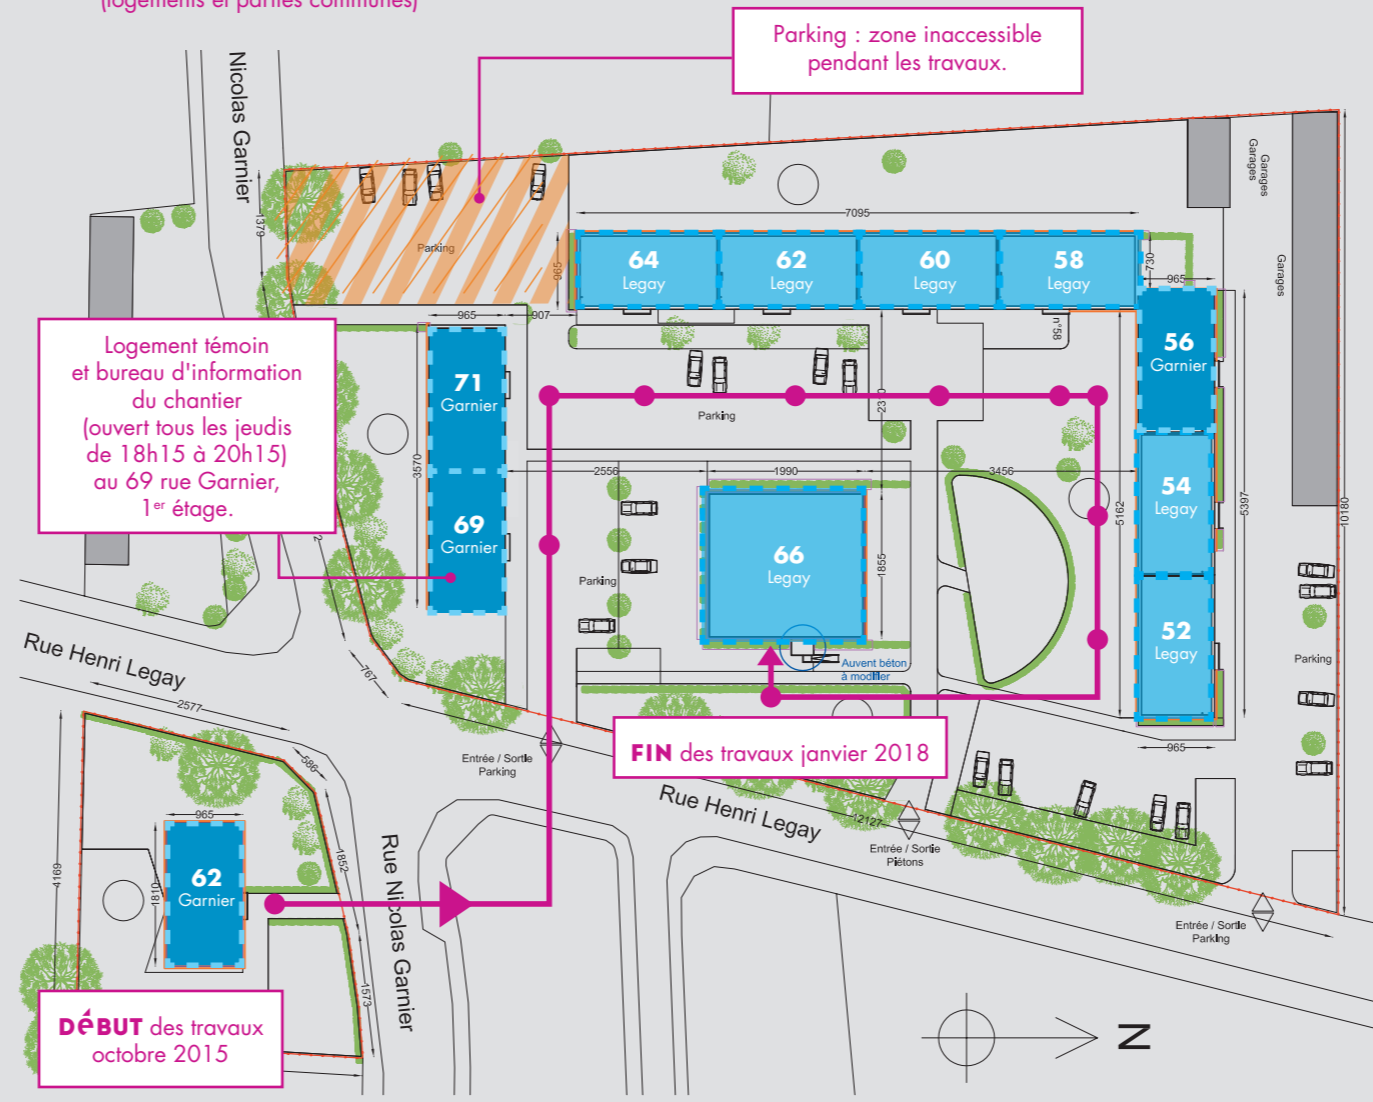 (logements et parties communes)
Parking : zone inaccessible
pendant les travaux.
Nicolas Garnier
Garages
Garages
Garages
1379
Parking
7095
965
64
Legay
62
Legay
60
Legay
58
Legay
730
965
n°58
965
907
Logement témoin
et bureau d'information
du chantier
(ouvert tous les jeudis
de 18h15 à 20h15)
au 69 rue Garnier,
1er étage.
71
Garnier
69
Garnier
3570
56
Garnier
54
Legay
52
Legay
Parking
2556
1990
3456
5162
5397
10180
66
Legay
1855
Parking
Auvent béton
à modifier
965
Parking
Rue Henri Legay
767
2577
586
Entrée / Sortie
Parking
FIN des travaux janvier 2018
Rue Henri Legay
12127
Entrée / Sortie
Piétons
Entrée / Sortie
Parking
4169
965
1810
62
Garnier
1852
1573
Rue Nicolas Garnier
DéBUT des travaux
octobre 2015
N